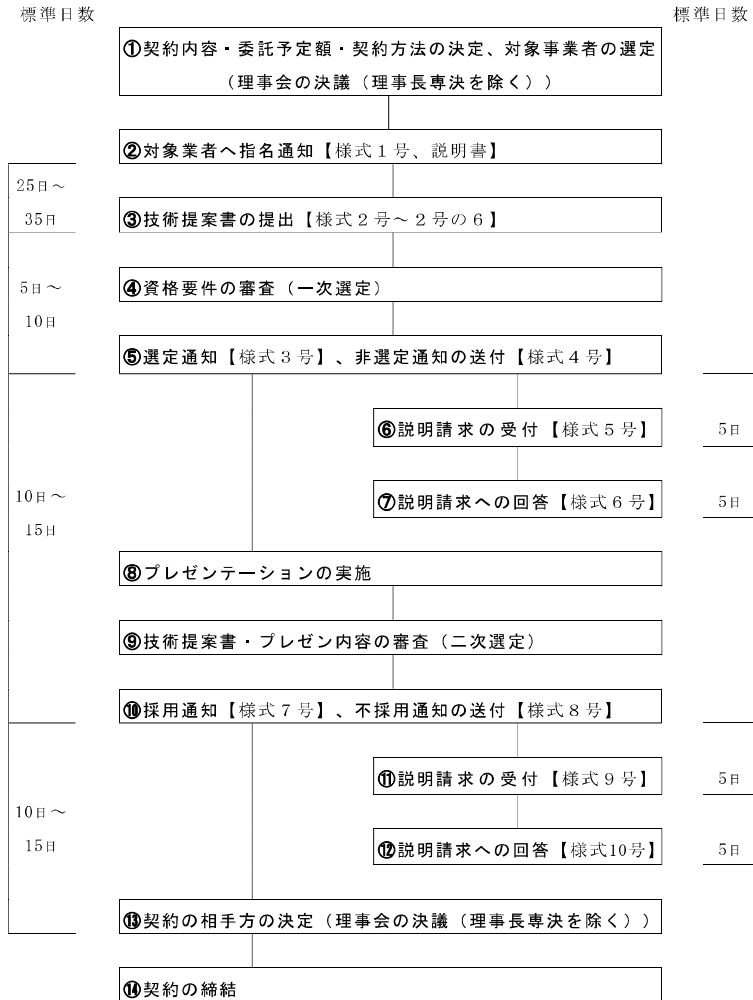 標準日数
標準日数
①契約内容・委託予定額・契約方法の決定、対象事業者の選定
（理事会の決議（理事長専決を除く））
②対象業者へ指名通知【様式１号、説明書】
25日～
35日
③技術提案書の提出【様式２号～２号の６】
5日～
10日
④資格要件の審査（一次選定）
⑤選定通知【様式３号】、非選定通知の送付【様式４号】
⑥説明請求の受付【様式５号】
5日
10日～
15日
⑦説明請求への回答【様式６号】
5日
⑧プレゼンテーションの実施
⑨技術提案書・プレゼン内容の審査（二次選定）
⑩採用通知【様式７号】、不採用通知の送付【様式８号】
⑪説明請求の受付【様式９号】
5日
10日～
15日
⑫説明請求への回答【様式10号】
5日
⑬契約の相手方の決定（理事会の決議（理事長専決を除く））
⑭契約の締結